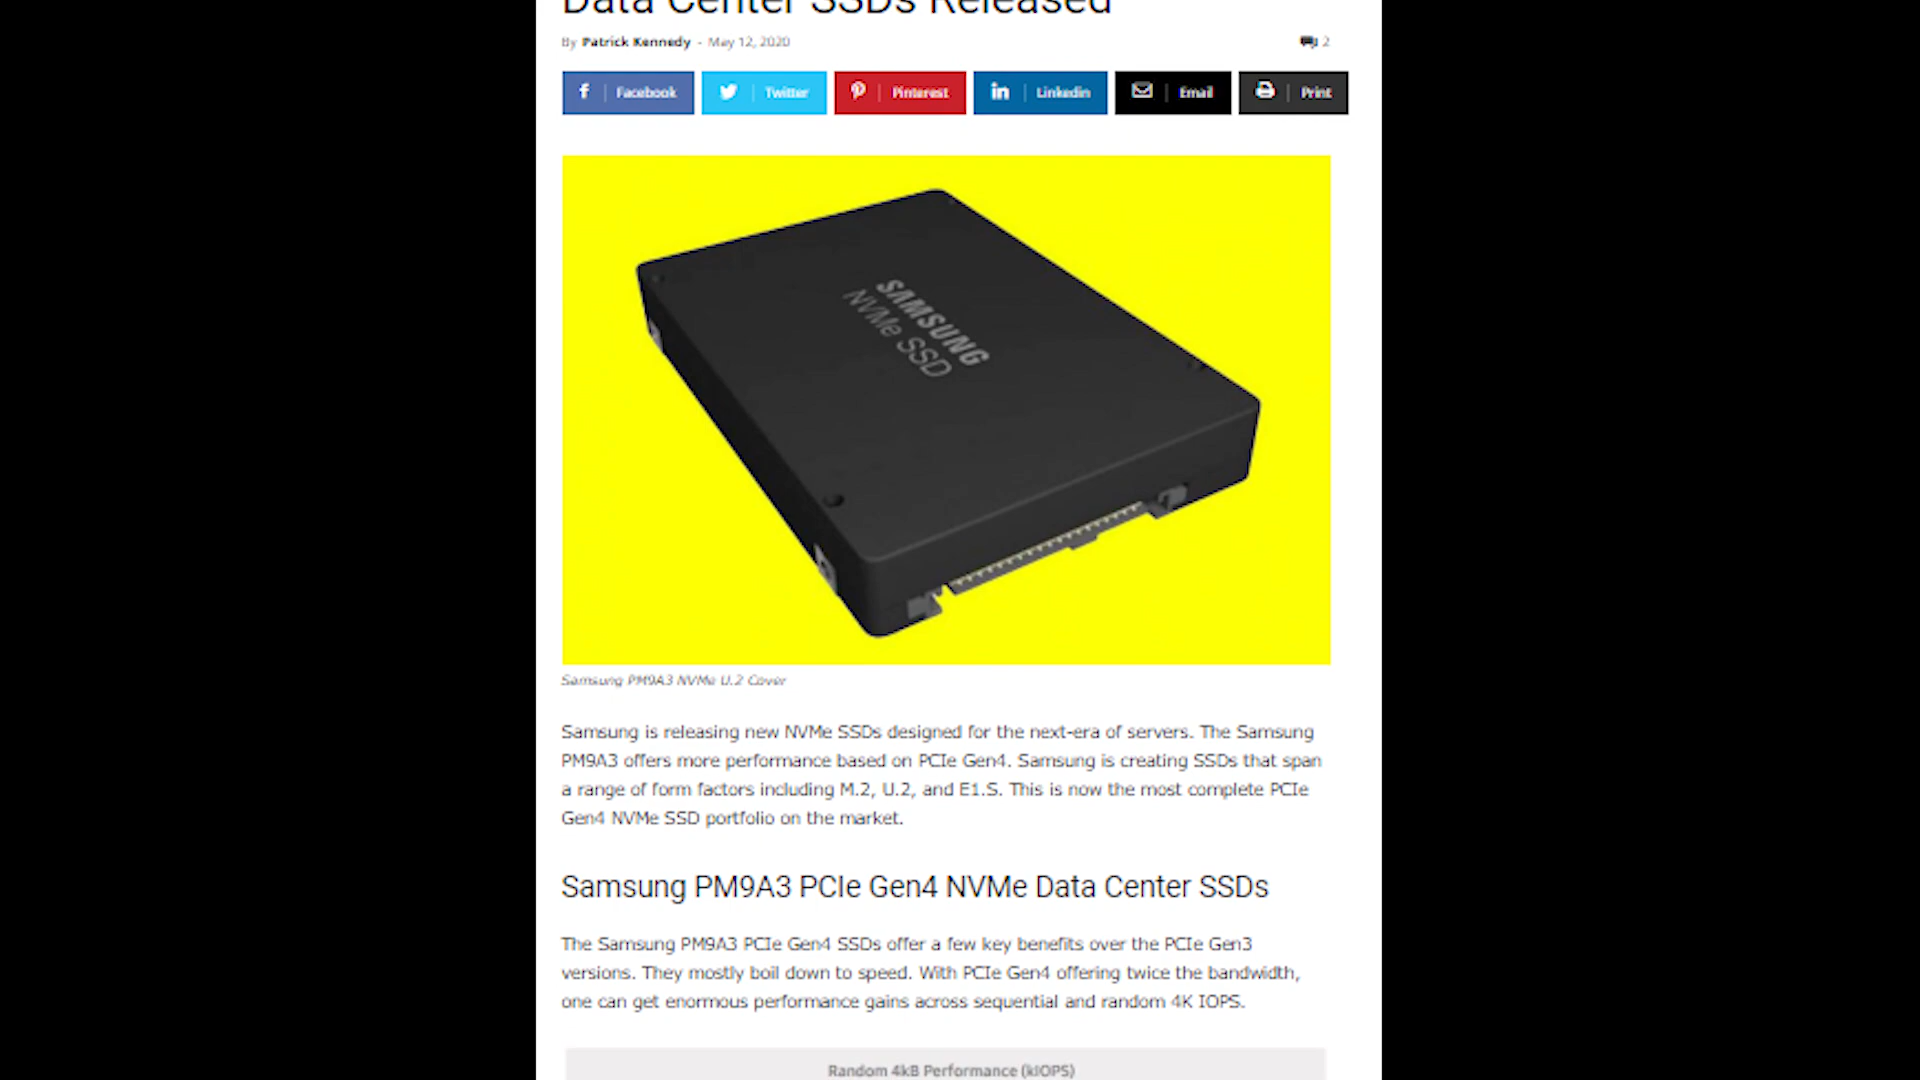 Data Center SSDs Released
By Patrick Kennedy - May 12, 2020
2
Facebook
Twitter
Pinterest
Linkedin
Email
Print
SAMSUNG
NVMe SSD
Samsung PM9A3 NVMe U.2 Cover
Samsung is releasing new NVMe SSDs designed for the next-era of servers. The Samsung
PM9A3 offers more performance based on PCIe Gen4. Samsung is creating SSDs that span
a range of form factors including M.2, U.2, and E1.S. This is now the most complete PCIe
Gen4 NVMe SSD portfolio on the market.
Samsung PM9A3 PCIe Gen4 NVMe Data Center SSDs
The Samsung PM9A3 PCIe Gen4 SSDs offer a few key benefits over the PCIe Gen3
versions. They mostly boil down to speed. With PCIe Gen4 offering twice the bandwidth,
one can get enormous performance gains across sequential and random 4K IOPS.
Random 4kB Performance (kIOPS)